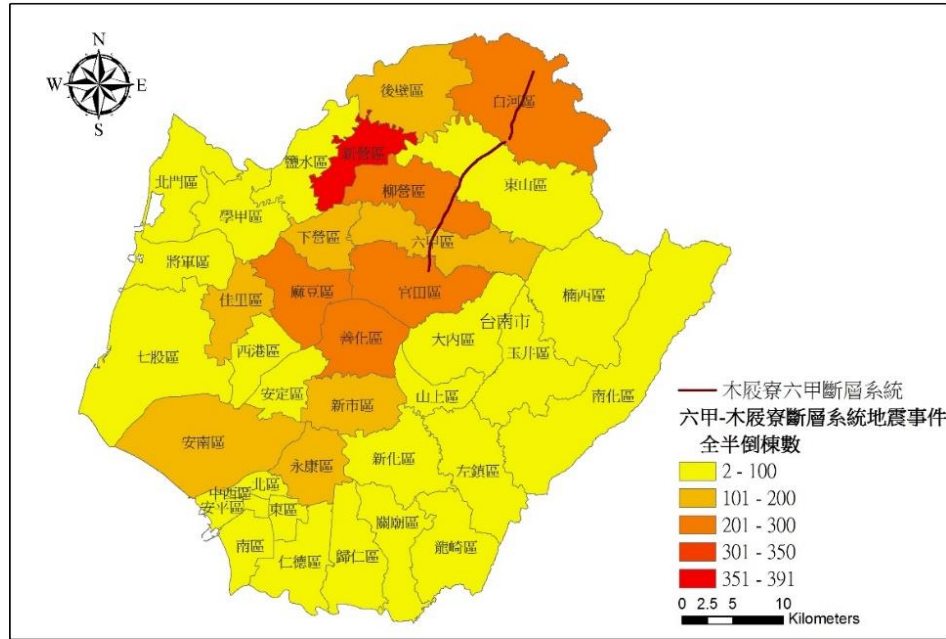 N
W E
S
後壁區
白河區
新營區
鹽水區
北門區
柳營區
東山區
學甲區
下營區
六甲區
將軍區
麻豆區
官田區
楠西區
佳里區
台南市
七股區
西港區
善化區
大內區
玉井區
安定區
新市區
山上區
南化區
安南區
永康區
新化區
左鎮區
北區
中西區
安平區
東區
南區
仁德區
歸仁區
關廟區
龍崎區
木屐寮六甲斷層系統
六甲-木屐寮斷層系統地震事件
全半倒棟數
2 - 100
101 - 200
201 - 300
301 - 350
351 - 391
0 2.5 5 10
Kilometers